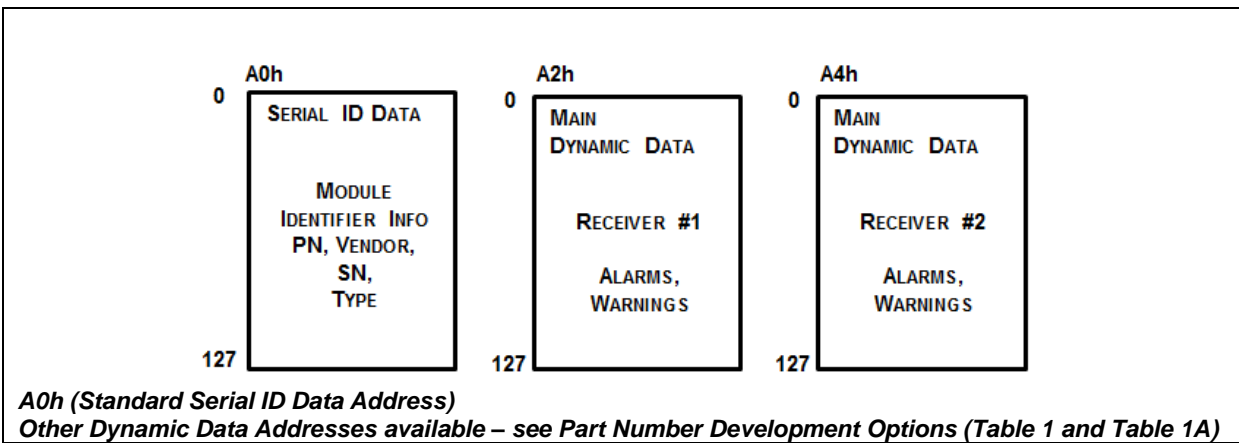 A0h
0
SERIAL ID DATA
MODULE
IDENTIFIER INFO
PN, VENDOR,
SN,
TYPE
127
A2h
0
MAIN
DYNAMIC DATA
RECEIVER #1
ALARMS,
WARNINGS
127
A4h
0
MAIN
DYNAMIC DATA
RECEIVER #2
ALARMS,
WARNINGS
127
A0h (Standard Serial ID Data Address)
Other Dynamic Data Addresses available – see Part Number Development Options (Table 1 and Table 1A)